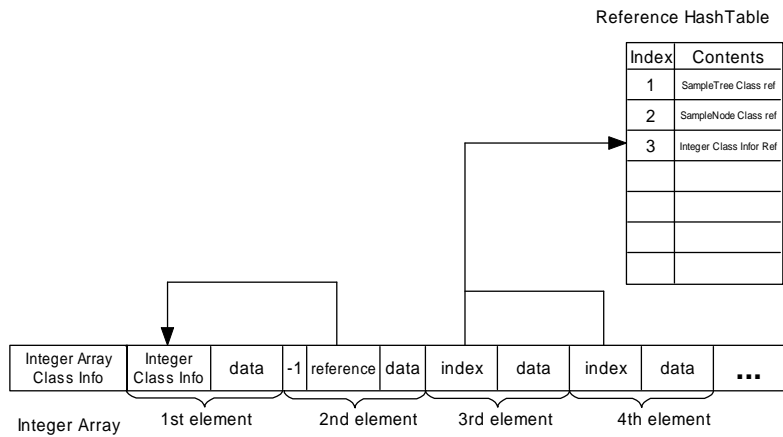 Reference HashTable
Index Contents
1 SampleTree Class ref
2 SampleNode Class ref
3 Integer Class Infor Ref
Integer Array
Class Info
Integer
Class Info
data
-1
reference
data
index
data
index
data
...
Integer Array
1st element
2nd element
3rd element
4th element